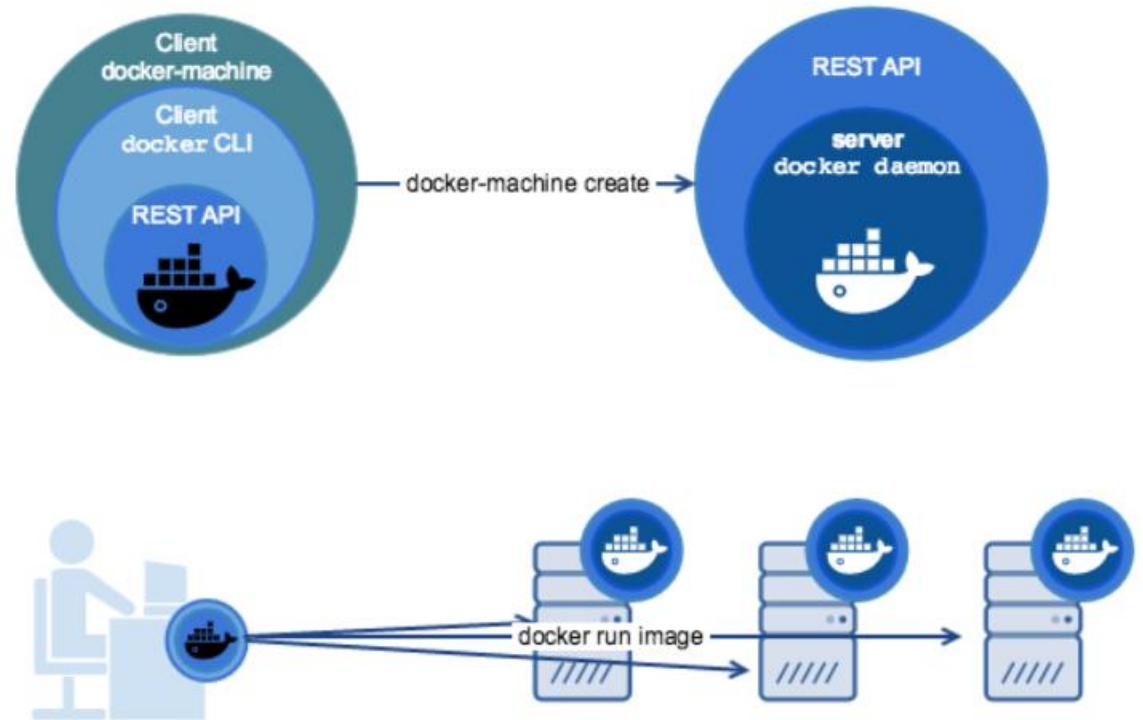 Client
docker-machine
Client
docker CLI
REST API
docker-machine create
REST API
server
docker daemon
docker run image